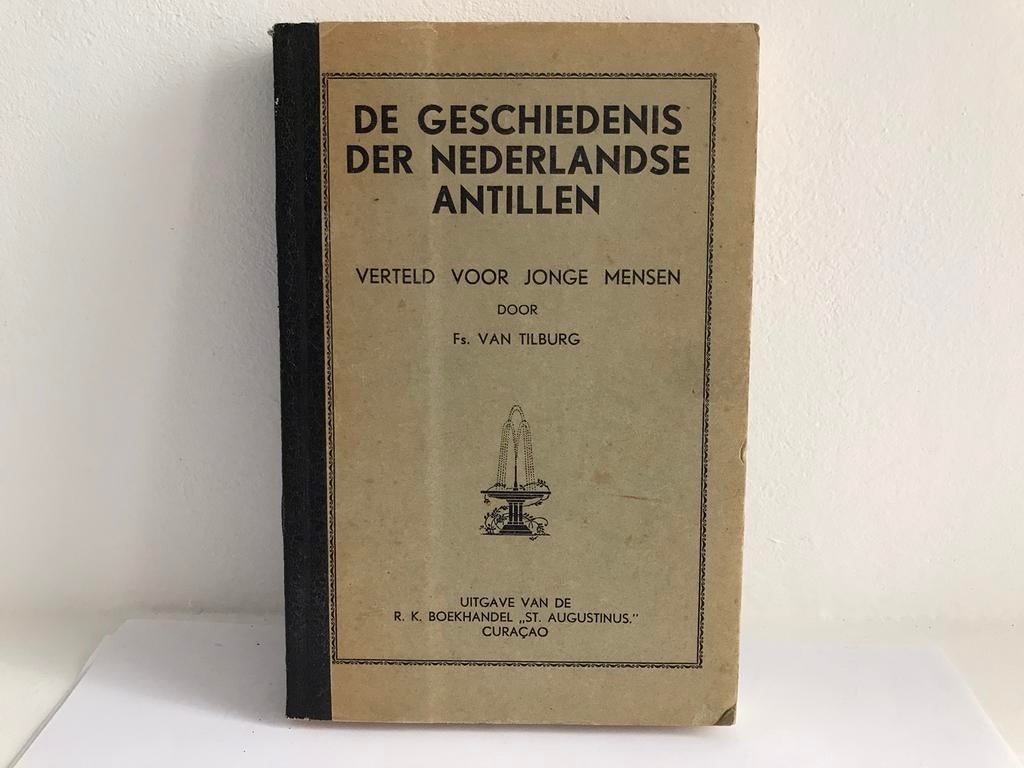 DE GESCHIEDENIS
DER NEDERLANDSE
ANTILLEN
VERTELD VOOR JONGE MENSEN
DOOR
Fs. VAN TILBURG
UITGAVE VAN DE
R. K. BOEKHANDEL „ST. AUGUSTINUS.”
CURAÇAO